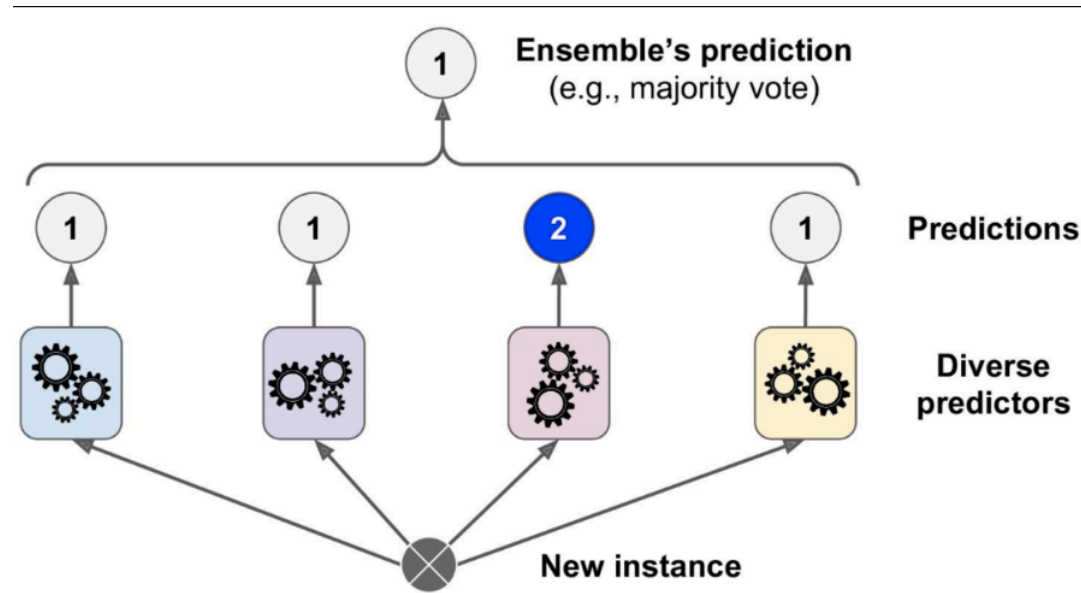 1
Ensemble’s prediction
(e.g., majority vote)
1
1
2
1
Predictions
Diverse
predictors
New instance